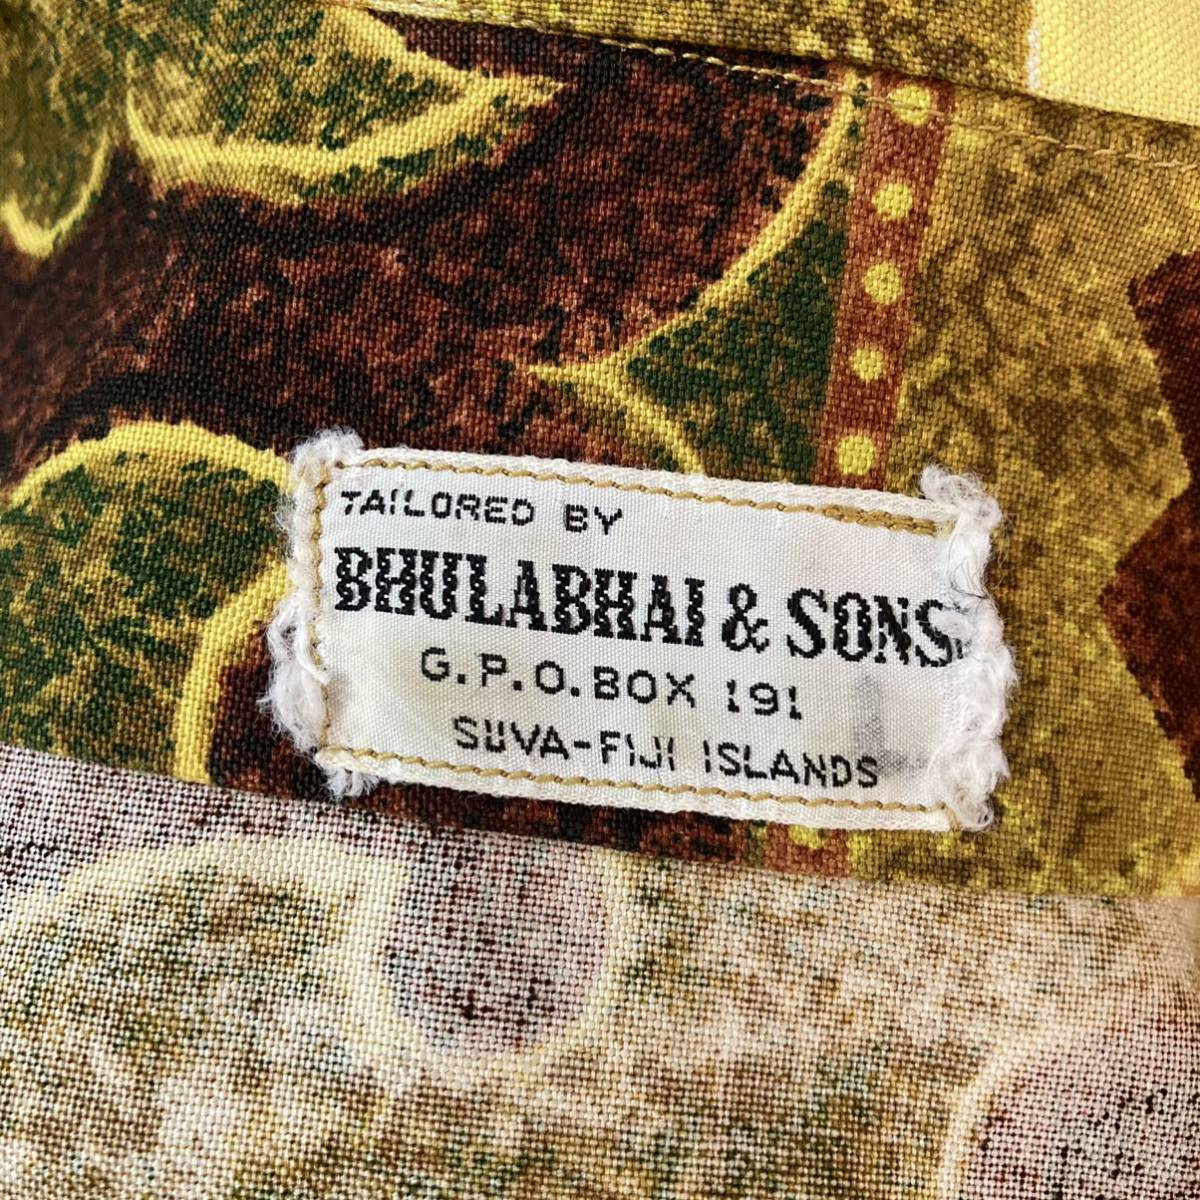 TAILORED BY
BHULABHAI & SONS
G.P.O. BOX 191
SUVA-FIJI ISLANDS